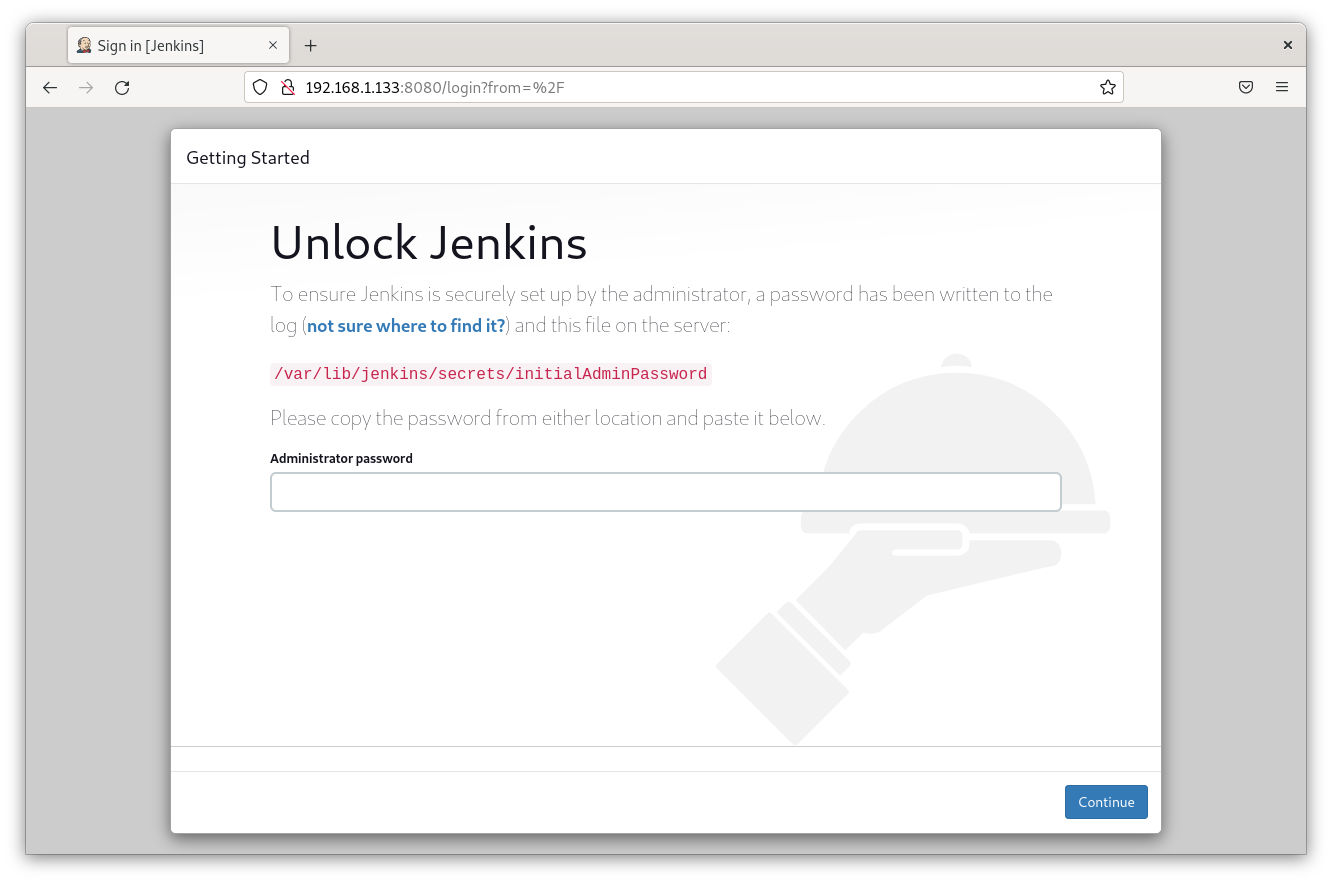 Sign in [Jenkins]
192.168.1.133:8080/login?from=%2F
Getting Started
Unlock Jenkins
To ensure Jenkins is securely set up by the administrator, a password has been written to the
log (not sure where to find it?) and this file on the server:
/var/lib/jenkins/secrets/initialAdminPassword
Please copy the password from either location and paste it below.
Administrator password
Continue